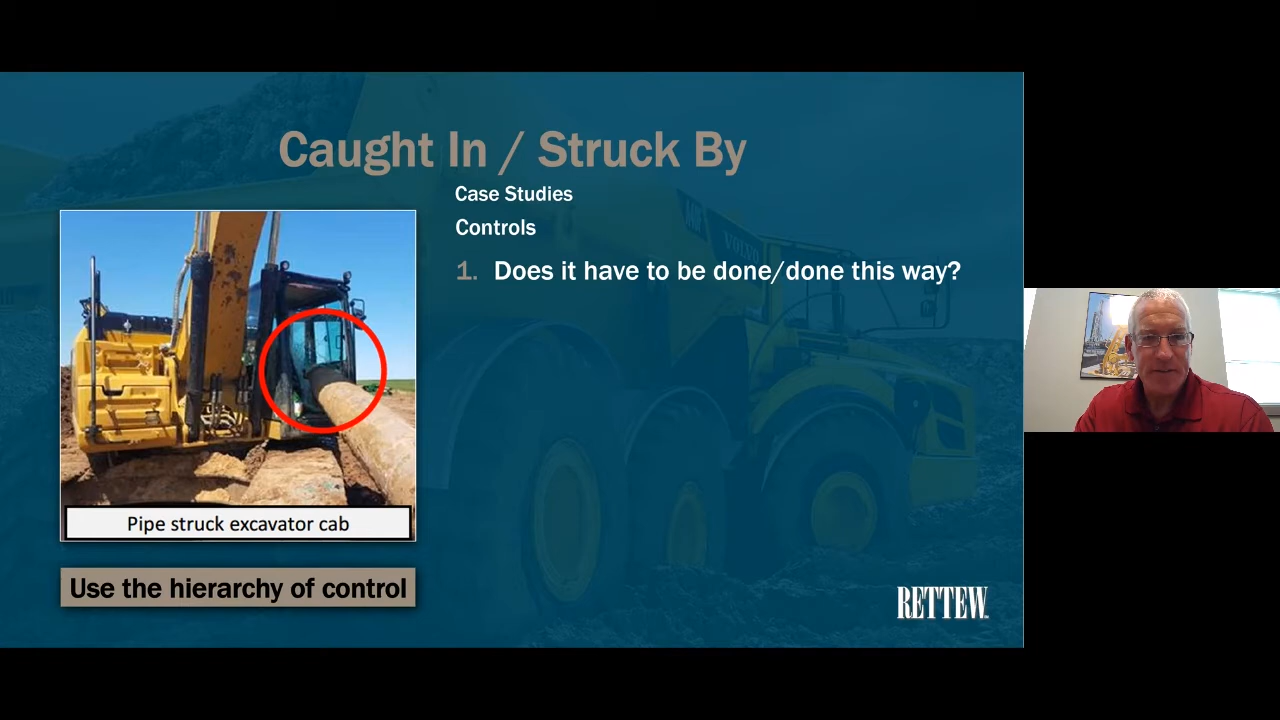 Caught In / Struck By
Case Studies
Controls
1. Does it have to be done/done this way?
VOLVO
Pipe struck excavator cab
Use the hierarchy of control
RETTEW